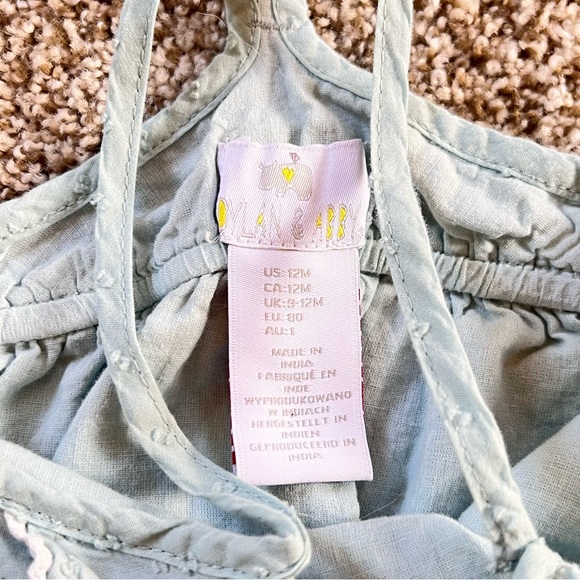 DYLAN & ABBY
US:12M
CA:12M
UK:9-12M
EU:80
AU:1
MADE IN
INDIA
FABRIQUÉ EN
INDE
WYPRODUKOWANO
W INDIACH
HERGESTELLT IN
INDIEN
GEPRODUCEERD IN
INDIA